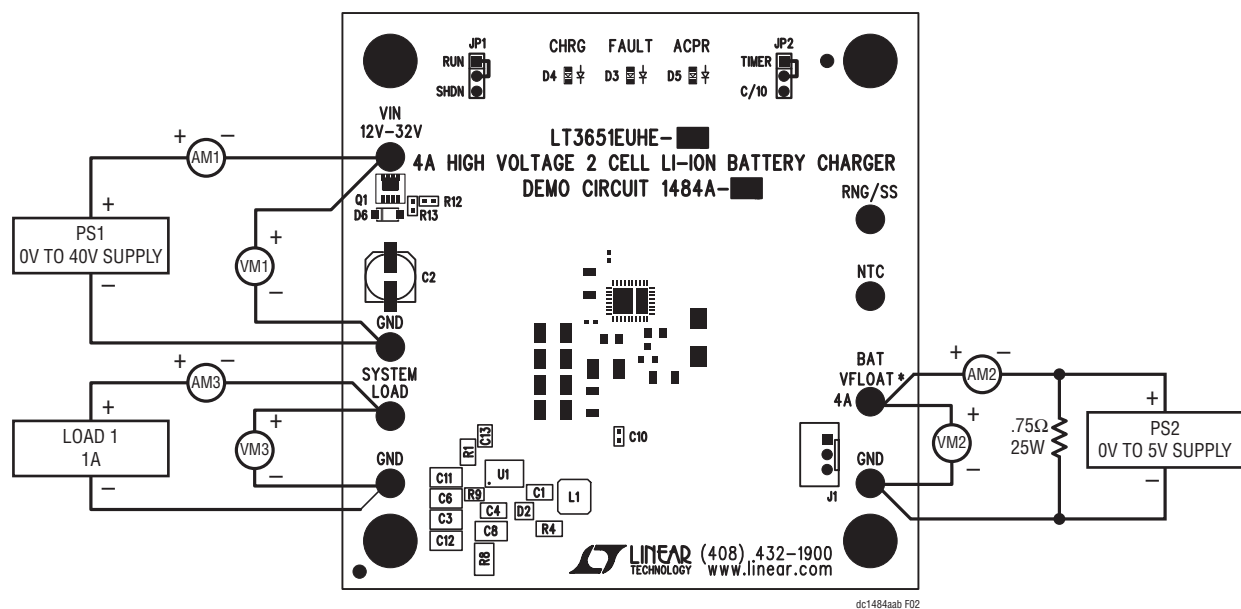 JP1
CHRG FAULT ACPR
JP2
RUN
SHDN
D4 D3 D5
TIMER
C/10
VIN
12V-32V
LT3651EUHE-
4A HIGH VOLTAGE 2 CELL LI-ION BATTERY CHARGER
DEMO CIRCUIT 1484A-
+ AM1 –
+
PS1
0V TO 40V SUPPLY
–
+
VM1
–
Q1
D6
R12
R13
C2
RNG/SS
NTC
GND
SYSTEM
LOAD
+ AM3 –
+
LOAD 1
1A
–
+
VM3
–
GND
BAT
VFLOAT *
4A
+ AM2 –
+
VM2
–
.75Ω
25W
+
PS2
0V TO 5V SUPPLY
–
GND
J1
C10
C13
R1
U1
C11
C6
R9
C1
L1
C3
C4
D2
C12
C8
R4
R8
LINEAR
TECHNOLOGY
(408) 432-1900
www.linear.com
dc1484aab F02